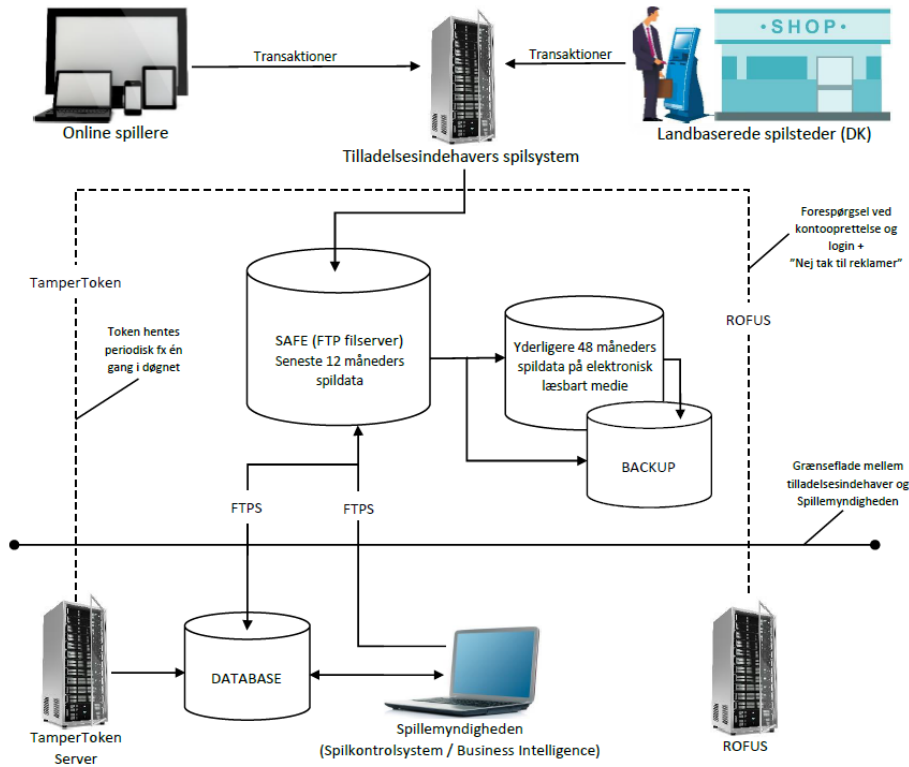 ·SHOP·
Transaktioner
Transaktioner
Online spillere
Landbaserede spilsteder (DK)
Tilladelsesindehavers spilsystem
Forespørgsel ved
kontooprettelse og
login +
"Nej tak til reklamer"
TamperToken
ROFUS
Token hentes
periodisk fx én
gang i døgnet
SAFE (FTP filserver)
Seneste 12 måneders
spildata
Yderligere 48 måneders
spildata på elektronisk
læsbart medie
BACKUP
Grænseflade mellem
tilladelsesindehaver og
Spillemyndigheden
FTPS
FTPS
DATABASE
TamperToken
Server
Spillemyndigheden
(Spilkontrolsystem / Business Intelligence)
ROFUS